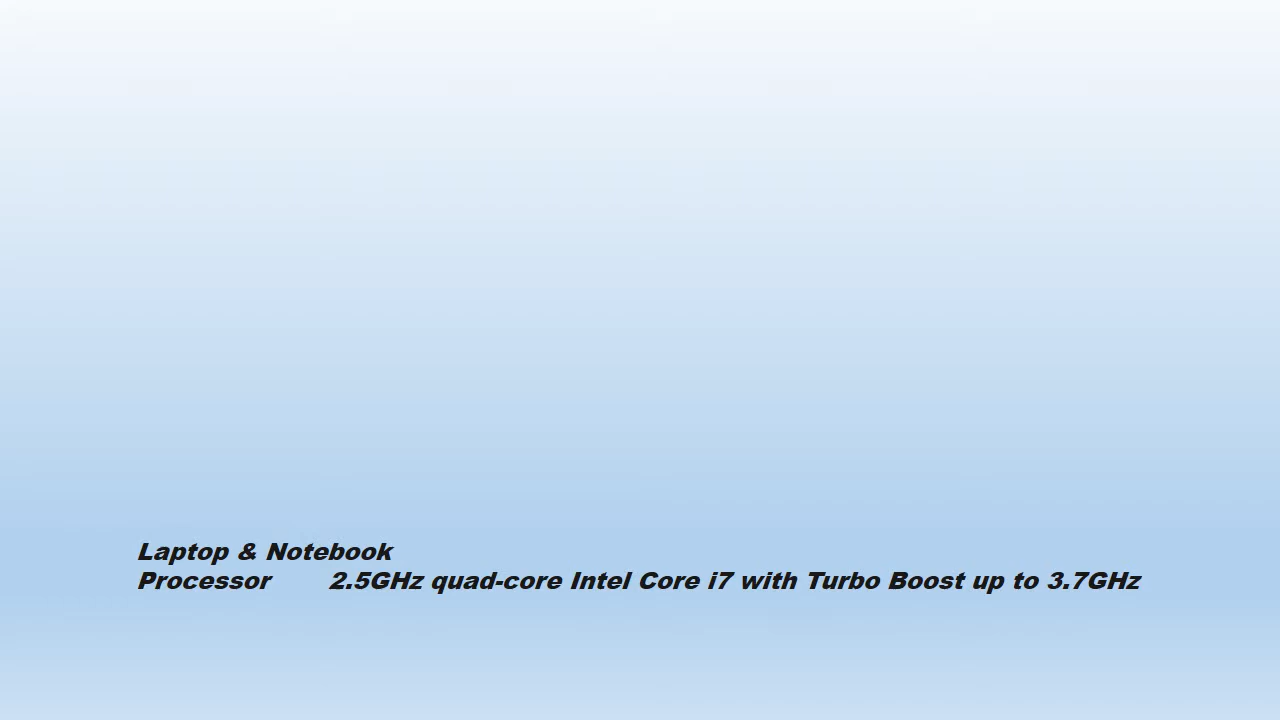 Laptop & Notebook
Processor 2.5GHz quad-core Intel Core i7 with Turbo Boost up to 3.7GHz